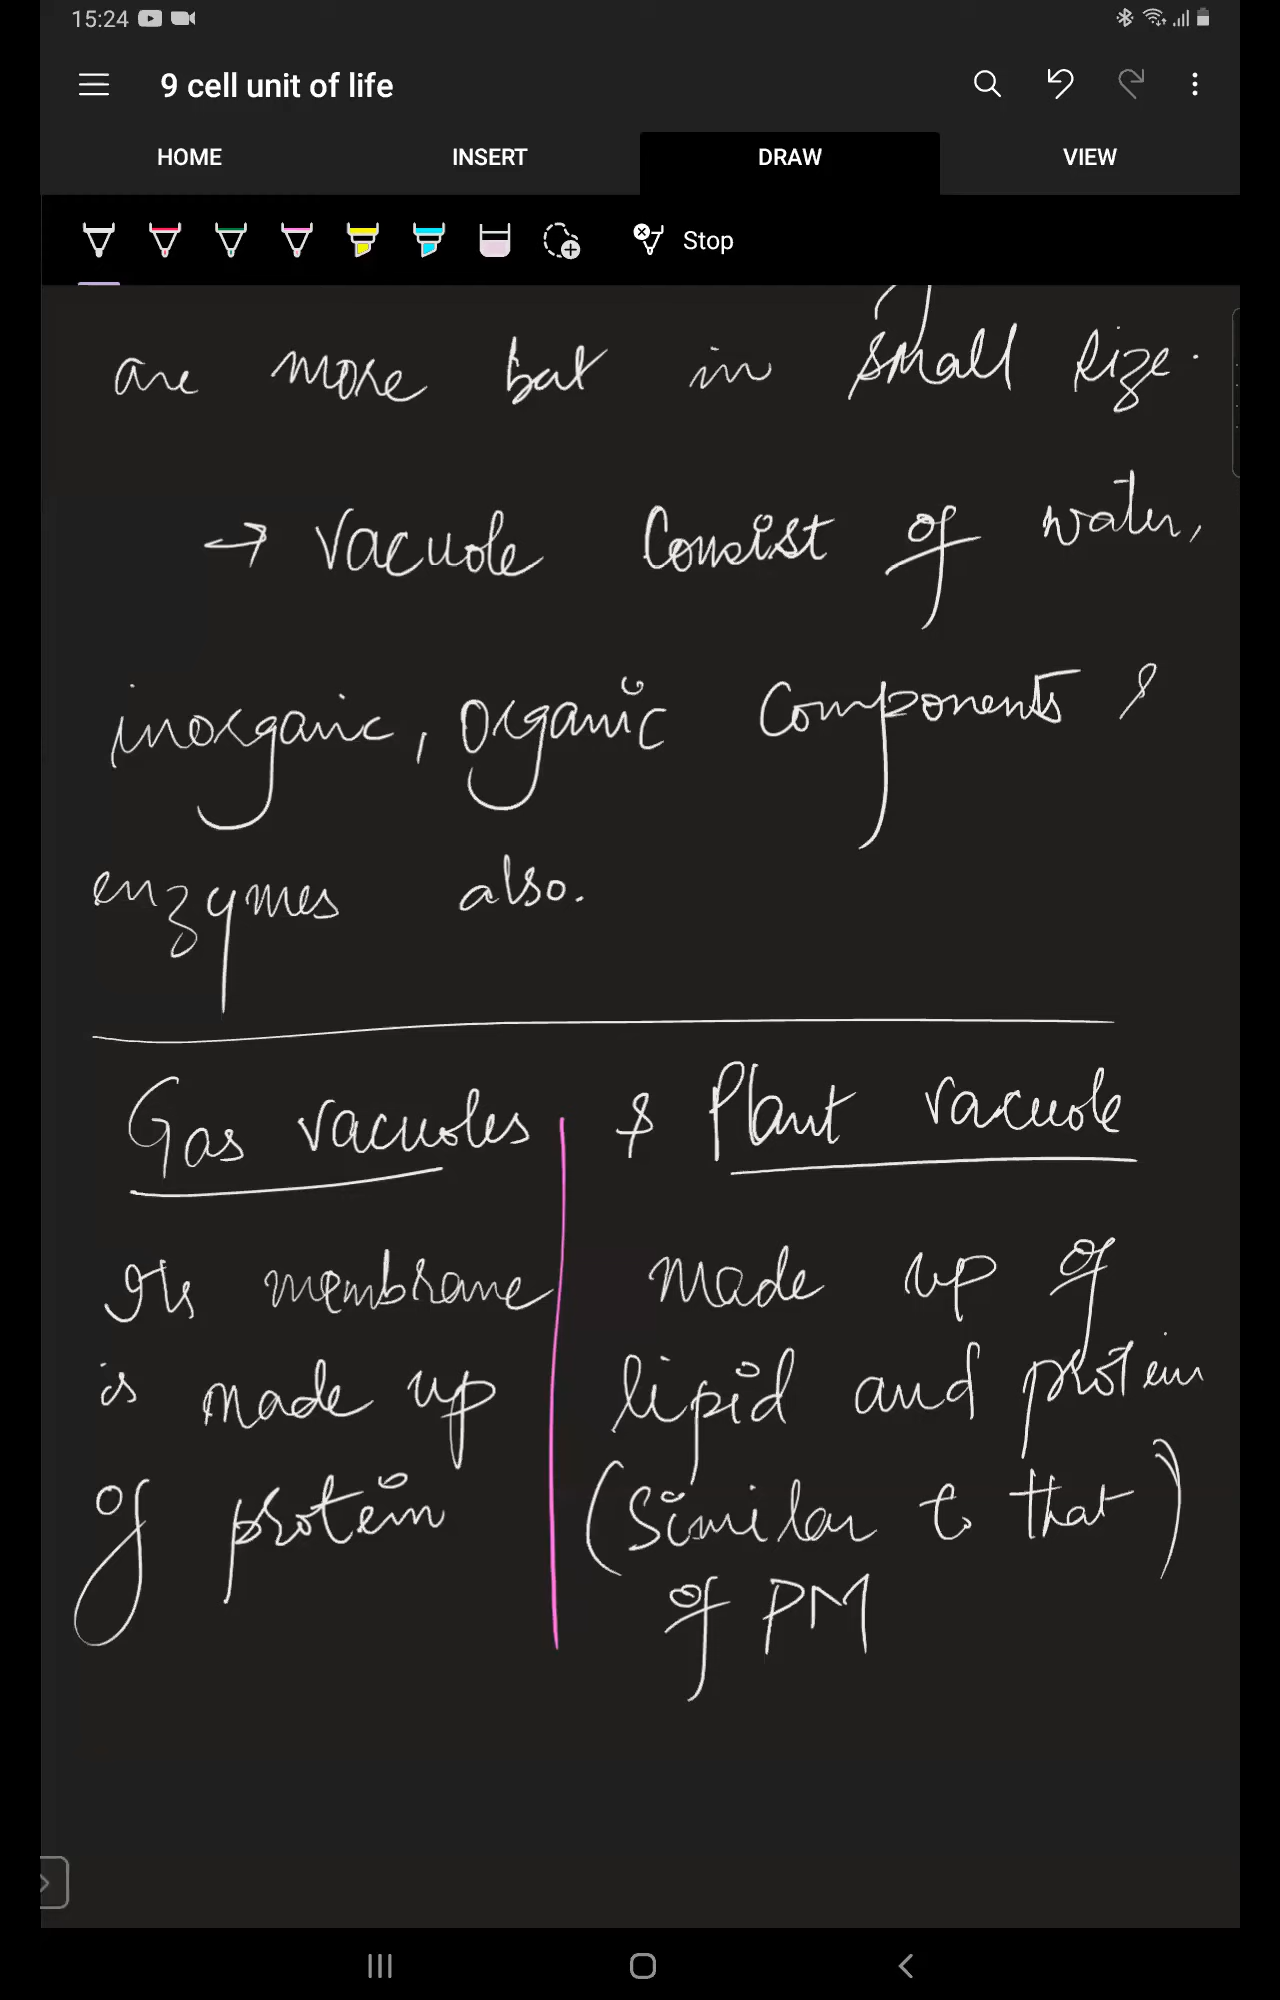 15:24
9 cell unit of life
HOME INSERT DRAW VIEW
Stop
are more but in small size.
→ Vacuole Consist of water,
inorganic, organic Components &
enzymes also.
Gas vacuoles & Plant vacuole
Its membrane made up of
is made up lipid and protein
of protein (Similar to that)
of PM